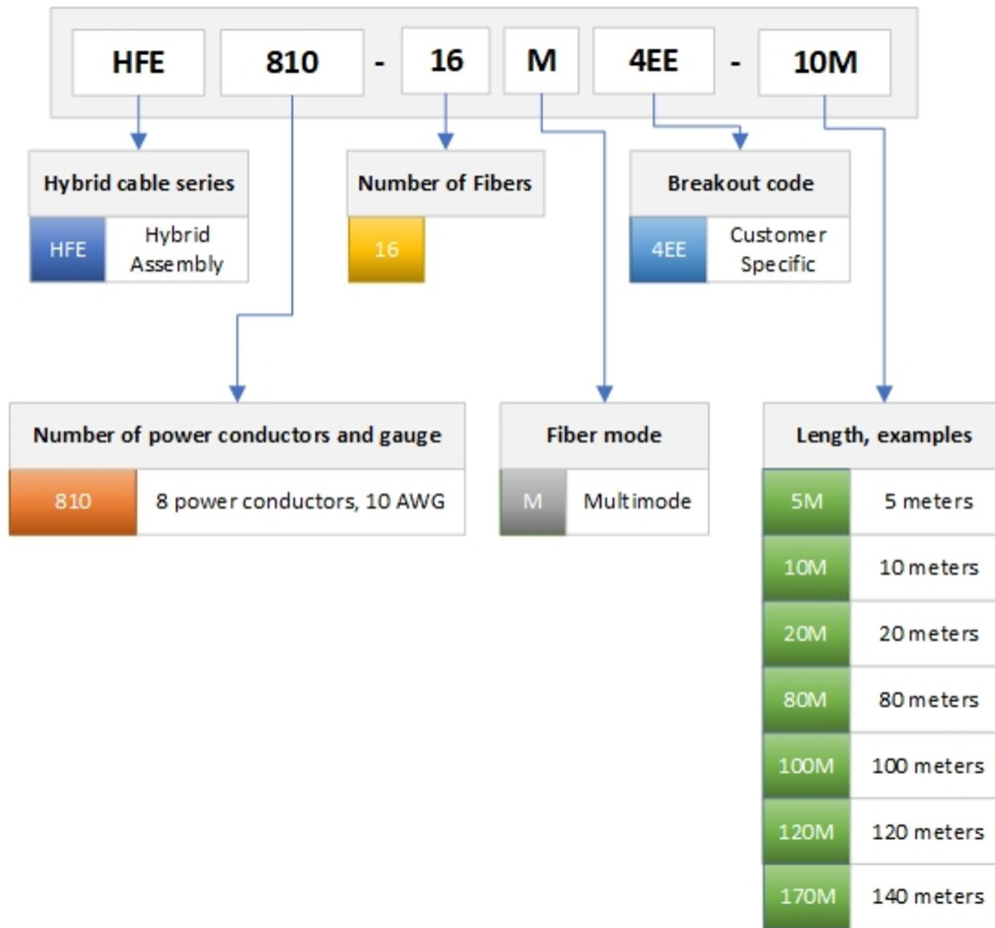 HFE 810 - 16 M 4EE - 10M
Hybrid cable series
HFE Hybrid
Assembly
Number of Fibers
16
Breakout code
4EE Customer
Specific
Number of power conductors and gauge
810 8 power conductors, 10 AWG
Fiber mode
M Multimode
Length, examples
5M 5 meters
10M 10 meters
20M 20 meters
80M 80 meters
100M 100 meters
120M 120 meters
170M 140 meters